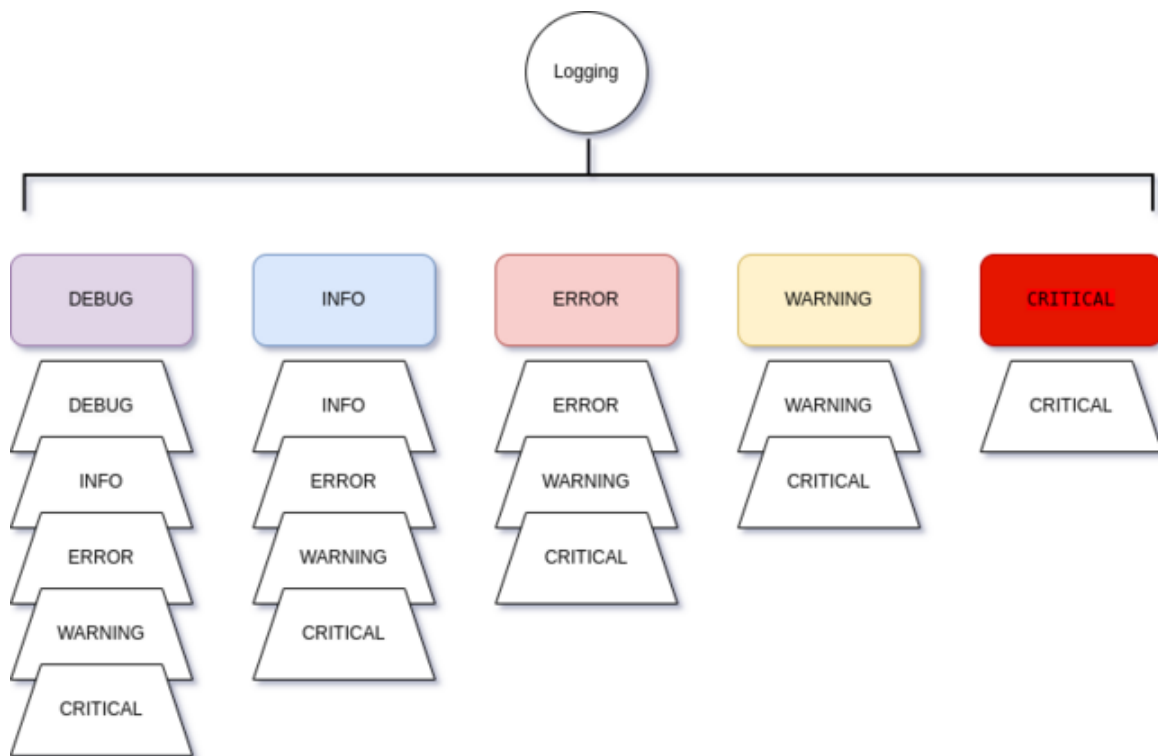 Logging
DEBUG
INFO
ERROR
WARNING
CRITICAL
DEBUG
INFO
ERROR
WARNING
CRITICAL
INFO
ERROR
WARNING
CRITICAL
ERROR
WARNING
CRITICAL
WARNING
CRITICAL
CRITICAL